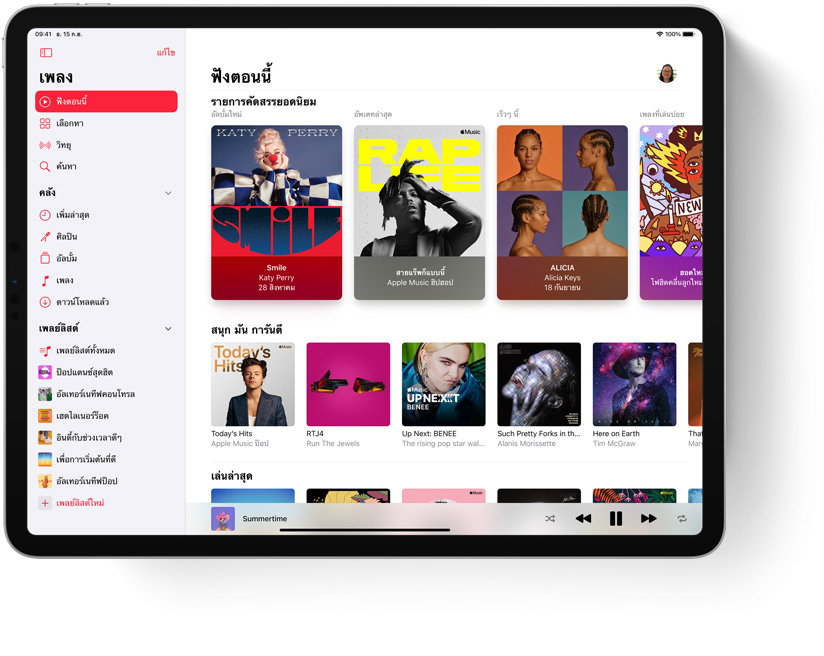 09:41 อ. 15 ก.ย.
100%
แก้ไข
เพลง
ฟังตอนนี้
เลือกหา
วิทยุ
ค้นหา
คลัง
เพิ่มล่าสุด
ศิลปิน
อัลบั้ม
เพลง
ดาวน์โหลดแล้ว
เพลย์ลิสต์
เพลย์ลิสต์ทั้งหมด
ป๊อปแดนซ์สุดฮิต
อัลเทอร์เนทีฟคอนโทรล
เฮดไลเนอร์ร๊อค
อินดี้กับช่วงเวลาดีๆ
เพื่อการเริ่มต้นที่ดี
อัลเทอร์เนทีฟป๊อป
เพลย์ลิสต์ใหม่
ฟังตอนนี้
รายการคัดสรรยอดนิยม
อัลบั้มใหม่
KATY PERRY
SMILE
Smile
Katy Perry
28 สิงหาคม
อัพเดทล่าสุด
Music
RAP
LEE
สายแร็พก็แบบนี้
Apple Music ฮิปฮอป
เร็วๆ นี้
ALICIA
Alicia Keys
18 กันยายน
เพลงที่เล่นบ่อย
NEW
ฮอตให
ไฟฮิตคลื่นลูกให
สนุก มัน การันตี
Today's
Hits
Music
Today's Hits
Apple Music ป๊อป
RTJ4
Run The Jewels
Music
UP NEXT
BENEE
Up Next: BENEE
The rising pop star wal...
Such Pretty Forks in th...
Alanis Morissette
Here on Earth
Tim McGraw
That
Mar
เล่นล่าสุด
Music
Music
Summertime